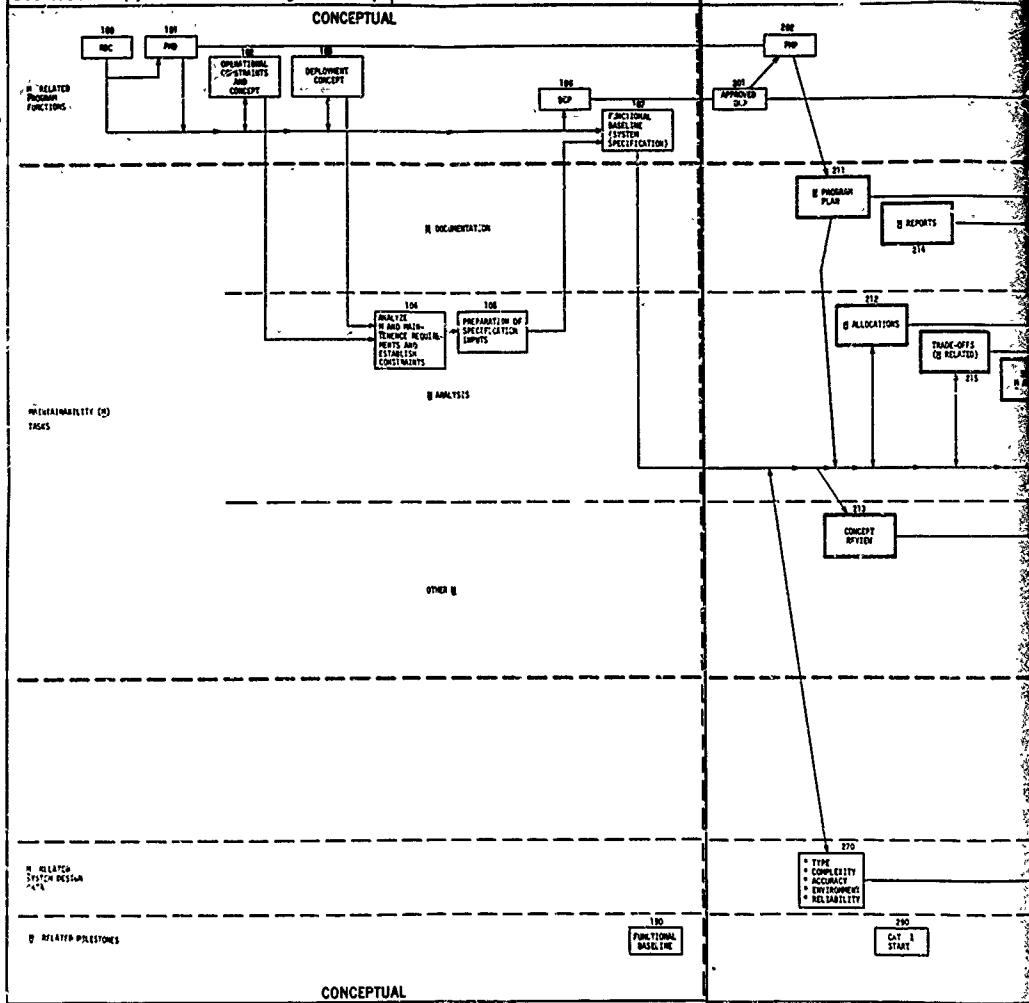 CONCEPTUAL
100
ROC
101
PMD
102
OPERATIONAL
CONSTRAINTS
AND
CONCEPT
103
DEPLOYMENT
CONCEPT
202
PMP
106
DCP
201
APPROVED
DCP
107
FUNCTIONAL
BASELINE
(SYSTEM
SPECIFICATION)
M RELATED
PROGRAM
FUNCTIONS
211
M PROGRAM
PLAN
M REPORTS
214
M DOCUMENTATION
104
ANALYZE
M AND MAIN-
TENENCE REQUIRE-
MENTS AND
ESTABLISH
CONSTRAINTS
105
PREPARATION OF
SPECIFICATION
INPUTS
212
M ALLOCATIONS
TRADE-OFFS
(M RELATED)
215
M ANALYSIS
MAINTAINABILITY (M)
TASKS
213
CONCEPT
REVIEW
OTHER M
M RELATED
SYSTEM DESIGN
DATA
270
• TYPE
• COMPLEXITY
• ACCURACY
• ENVIRONMENT
• RELIABILITY
M RELATED MILESTONES
190
FUNCTIONAL
BASELINE
290
CAT I
START
CONCEPTUAL